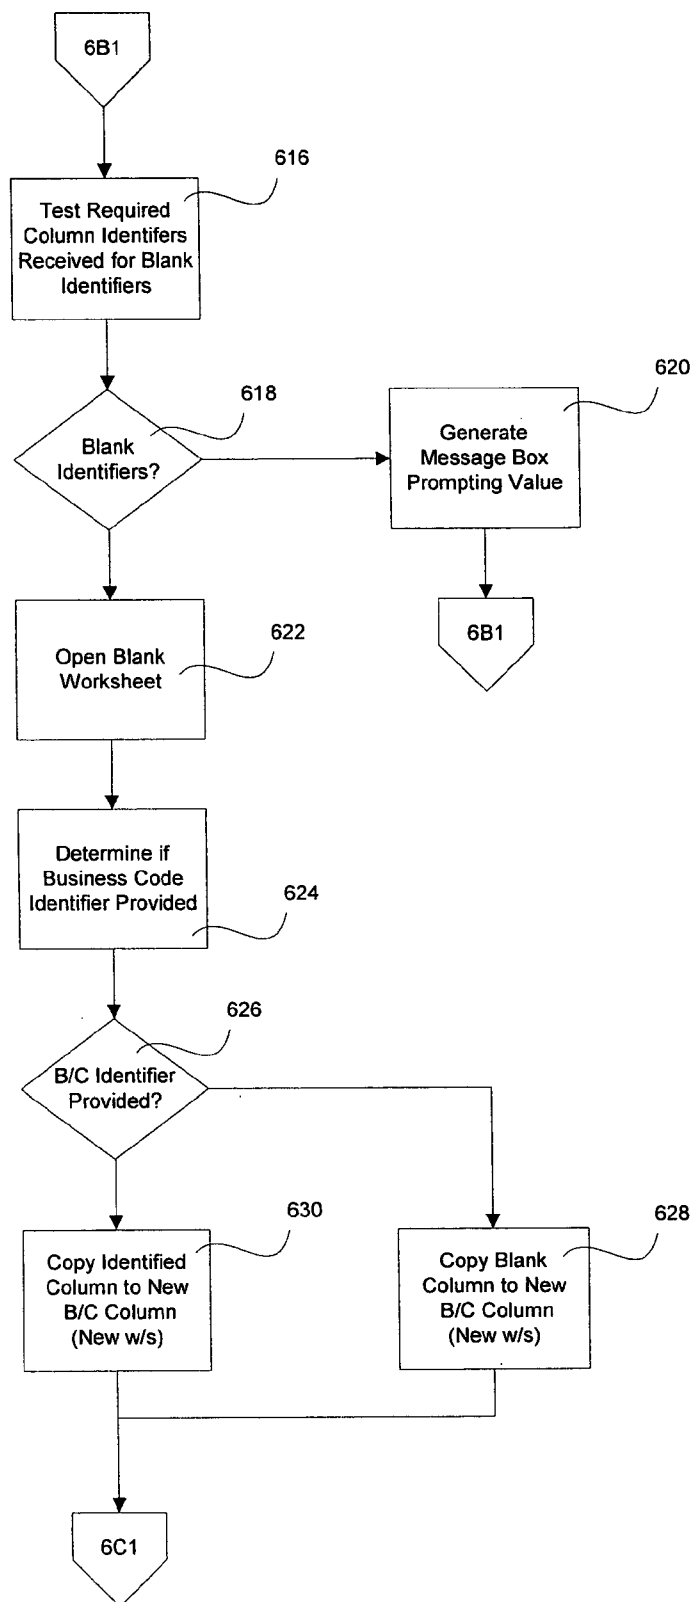 6B1
616
Test Required
Column Identifers
Received for Blank
Identifiers
618
Blank
Identifiers?
620
Generate
Message Box
Prompting Value
6B1
622
Open Blank
Worksheet
Determine if
Business Code
Identifier Provided
624
626
B/C Identifier
Provided?
630
Copy Identified
Column to New
B/C Column
(New w/s)
628
Copy Blank
Column to New
B/C Column
(New w/s)
6C1